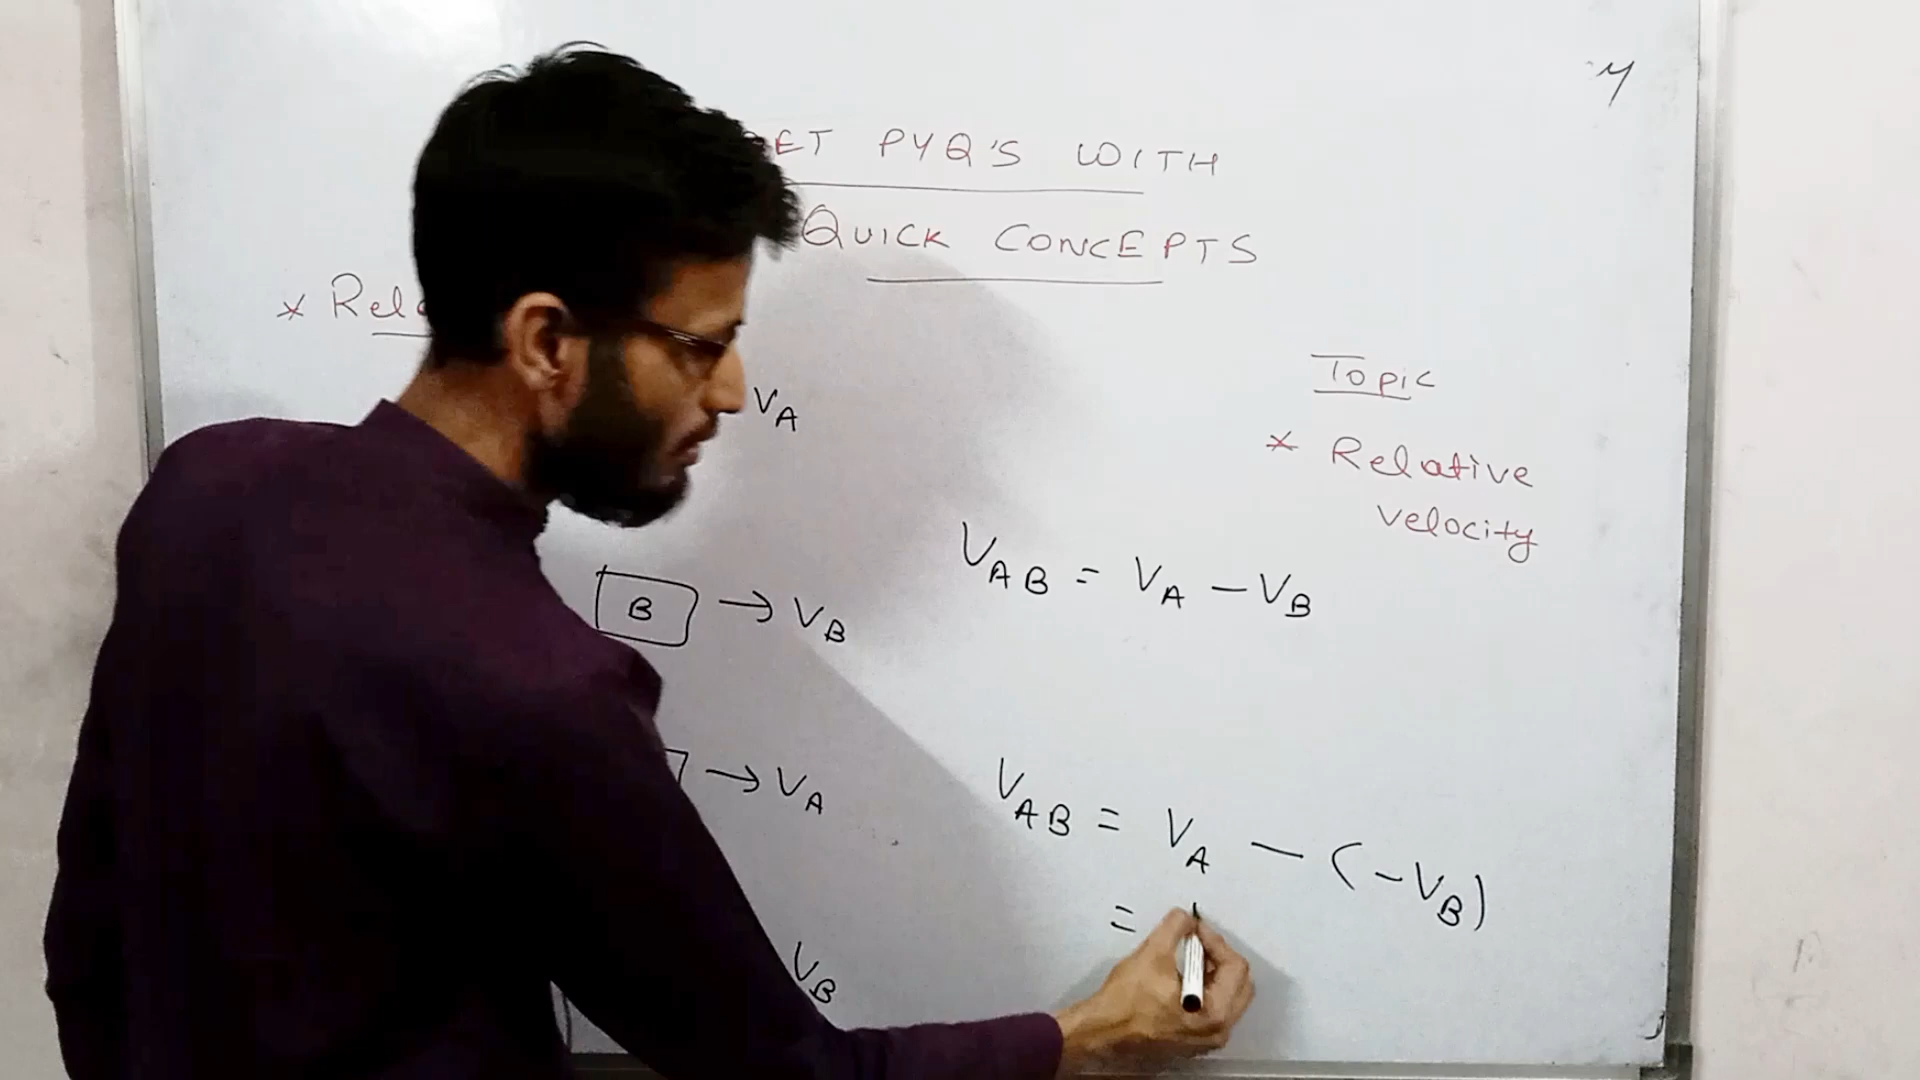 PYQ'S WITH
QUICK CONCEPTS
Topic
* Relative
velocity
VA
B → VB
VAB = VA - VB
→ VA
VAB = VA - (-VB)
=
VB